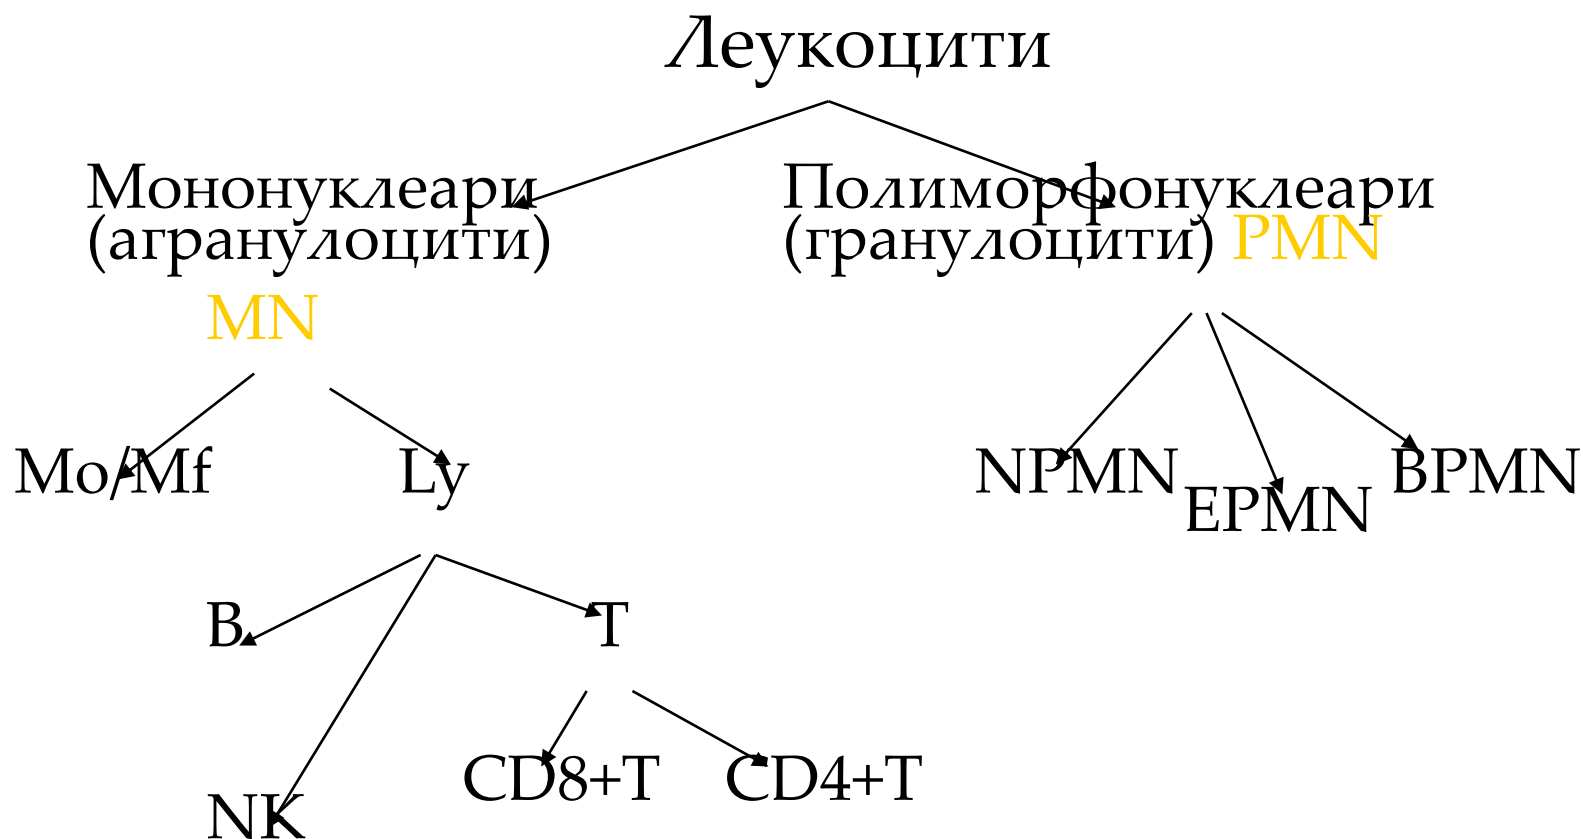 Леукоцити
Мононуклеари
(агранулоцити)
MN
Полиморфонуклеари
(гранулоцити) PMN
Mo/Mf
Ly
NPMN
EPMN
BPMN
B
T
NK
CD8+T
CD4+T